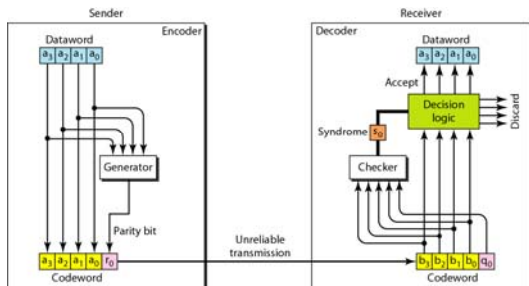 Sender
Receiver
Encoder
Decoder
Dataword
a3 a2 a1 a0
Dataword
a3 a2 a1 a0
Accept
Decision
logic
Discard
Syndrome
s0
Generator
Checker
Parity bit
Unreliable
transmission
a3 a2 a1 a0 r0
Codeword
b3 b2 b1 b0 q0
Codeword